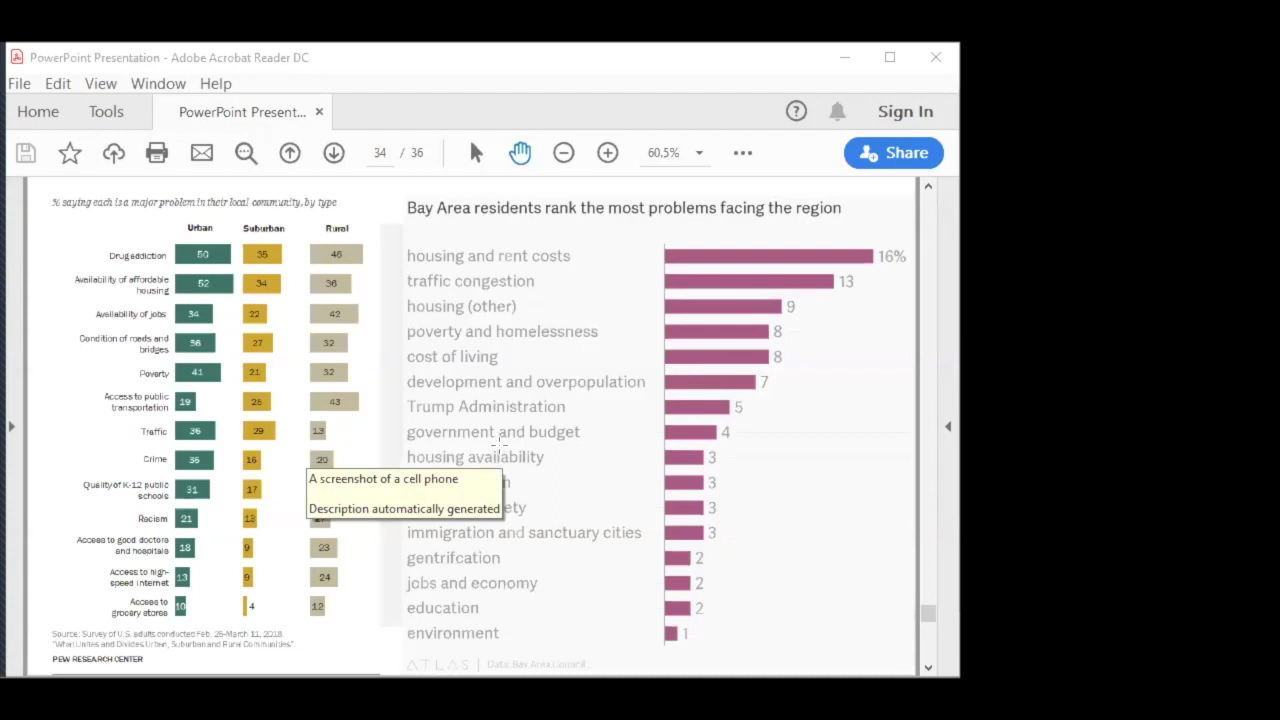 PowerPoint Presentation - Adobe Acrobat Reader DC
File Edit View Window Help
Home Tools PowerPoint Present... × Sign In
34 / 36 60.5% Share
% saying each is a major problem in their local community, by type
Urban Suburban Rural
Drug addiction 50 35 46
Availability of affordable
housing 52 34 36
Availability of jobs 34 22 42
Condition of roads and
bridges 36 27 32
Poverty 41 21 32
Access to public
transportation 19 26 43
Traffic 36 29 13
Crime 35 16 20
Quality of K-12 public
schools 31 17
Racism 21
Access to good doctors
and hospitals 18 9 23
Access to high-
speed internet 13 9 24
Access to
grocery stores 10 4 12
Source: Survey of U.S. adults conducted Feb. 26-March 11, 2018.
"What Unites and Divides Urban, Suburban and Rural Communities."
PEW RESEARCH CENTER
Bay Area residents rank the most problems facing the region
housing and rent costs 16%
traffic congestion 13
housing (other) 9
poverty and homelessness 8
cost of living 8
development and overpopulation 7
Trump Administration 5
government and budget 4
housing availability 3
3
3
immigration and sanctuary cities 3
gentrifcation 2
jobs and economy 2
education 2
environment 1
ATLAS | Data: Bay Area
A screenshot of a cell phone
Description automatically generated